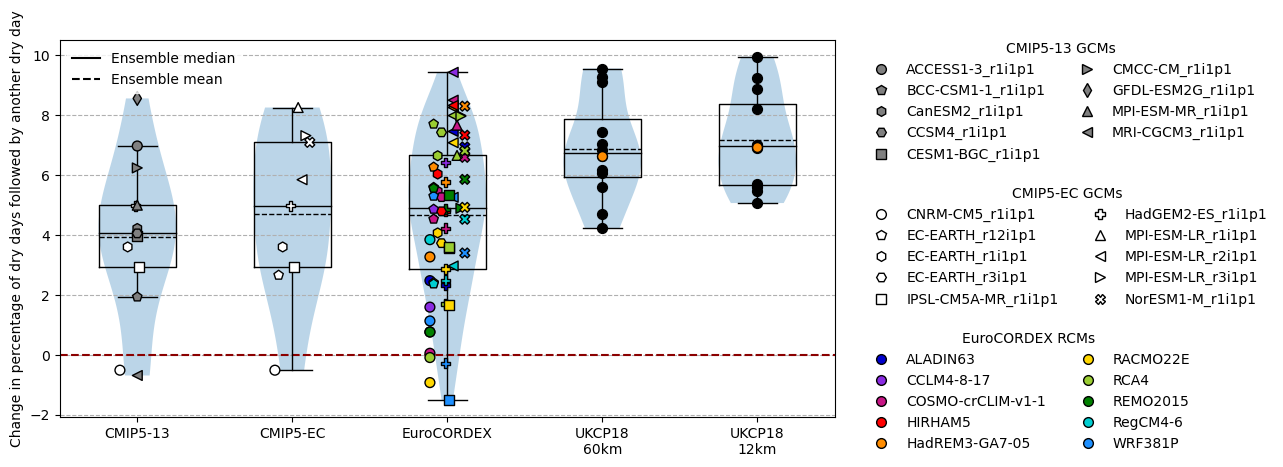 Change in percentage of dry days followed by another dry day
10
8
6
4
2
0
−2
Ensemble median
Ensemble mean
CMIP5-13
CMIP5-EC
EuroCORDEX
UKCP18
60km
UKCP18
12km
CMIP5-13 GCMs
ACCESS1-3_r1i1p1
BCC-CSM1-1_r1i1p1
CanESM2_r1i1p1
CCSM4_r1i1p1
CESM1-BGC_r1i1p1
CMCC-CM_r1i1p1
GFDL-ESM2G_r1i1p1
MPI-ESM-MR_r1i1p1
MRI-CGCM3_r1i1p1
CMIP5-EC GCMs
CNRM-CM5_r1i1p1
EC-EARTH_r12i1p1
EC-EARTH_r1i1p1
EC-EARTH_r3i1p1
IPSL-CM5A-MR_r1i1p1
HadGEM2-ES_r1i1p1
MPI-ESM-LR_r1i1p1
MPI-ESM-LR_r2i1p1
MPI-ESM-LR_r3i1p1
NorESM1-M_r1i1p1
EuroCORDEX RCMs
ALADIN63
CCLM4-8-17
COSMO-crCLIM-v1-1
HIRHAM5
HadREM3-GA7-05
RACMO22E
RCA4
REMO2015
RegCM4-6
WRF381P